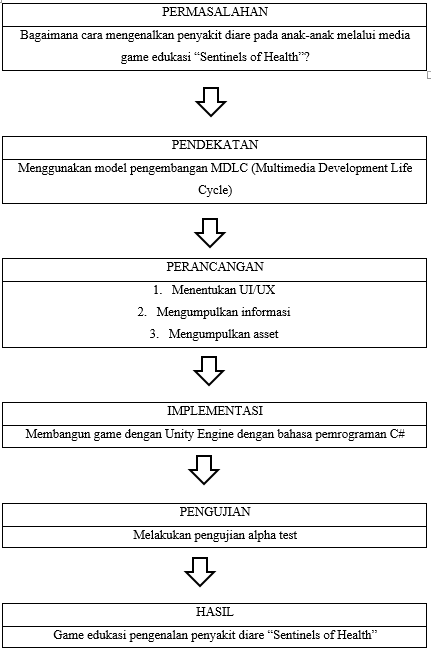 PERMASALAHAN
Bagaimana cara mengenalkan penyakit diare pada anak-anak melalui media
game edukasi “Sentinels of Health”?
PENDEKATAN
Menggunakan model pengembangan MDLC (Multimedia Development Life
Cycle)
PERANCANGAN
1. Menentukan UI/UX
2. Mengumpulkan informasi
3. Mengumpulkan asset
IMPLEMENTASI
Membangun game dengan Unity Engine dengan bahasa pemrograman C#
PENGUJIAN
Melakukan pengujian alpha test
HASIL
Game edukasi pengenalan penyakit diare “Sentinels of Health”